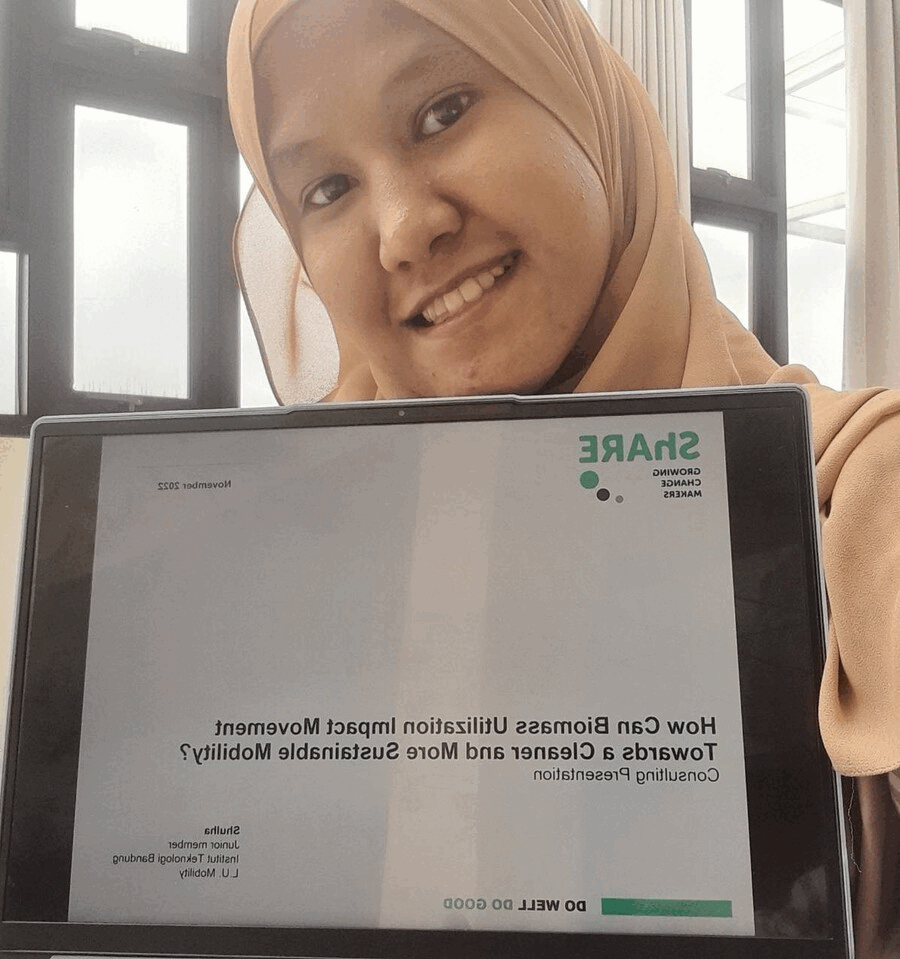 ShARE
GROWING
CHANGE
MAKERS
November 2022
How Can Biomass Utilization Impact Movement
Towards a Cleaner and More Sustainable Mobility?
Consulting Presentation
Shulha
Junior member
Institut Teknologi Bandung
L.U. Mobility
DO WELL DO GOOD